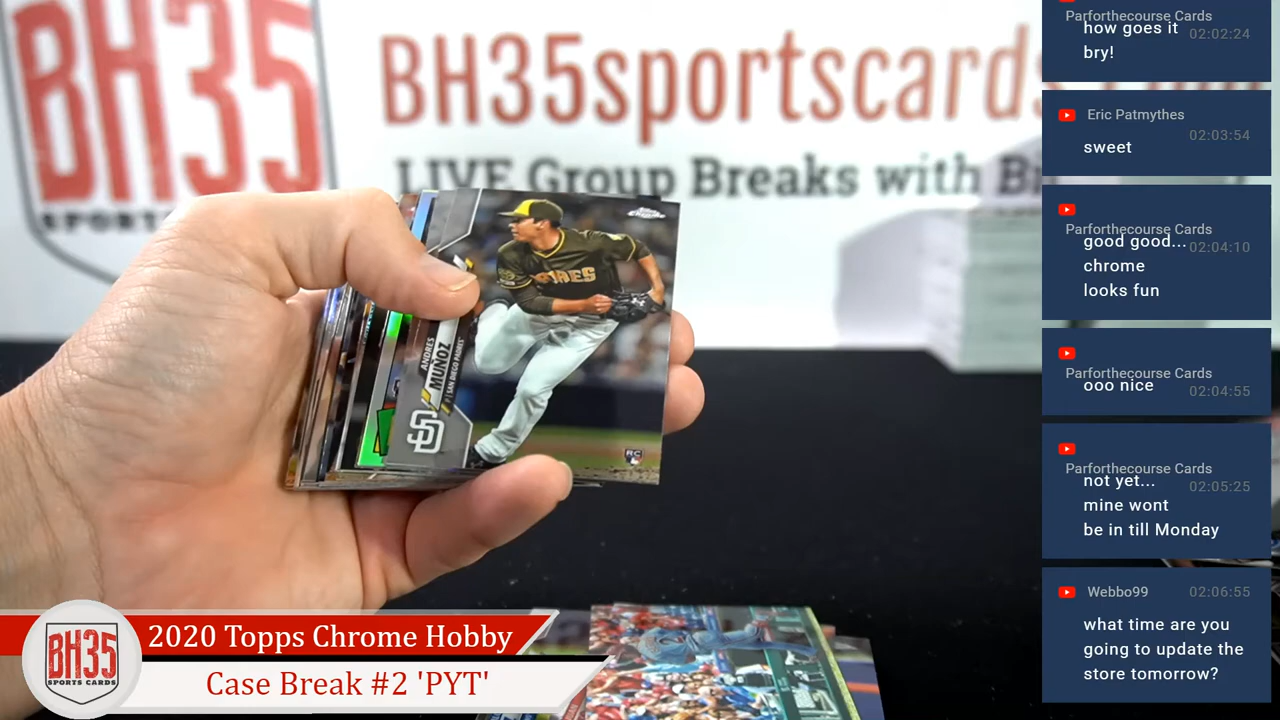 BH35
SPORTS
BH35sportscards
LIVE Group Breaks with
PADRES
Chrome
ANDRES
MUÑOZ
SAN DIEGO PADRES
SD
RC
2020 Topps Chrome Hobby
Case Break #2 'PYT'
BH35
SPORTS CARDS
Parforthecourse Cards
02:02:24
how goes it
bry!
Eric Patmythes
02:03:54
sweet
Parforthecourse Cards
02:04:10
good good...
chrome
looks fun
Parforthecourse Cards
02:04:55
ooo nice
Parforthecourse Cards
02:05:25
not yet...
mine wont
be in till Monday
Webbo99
02:06:55
what time are you
going to update the
store tomorrow?